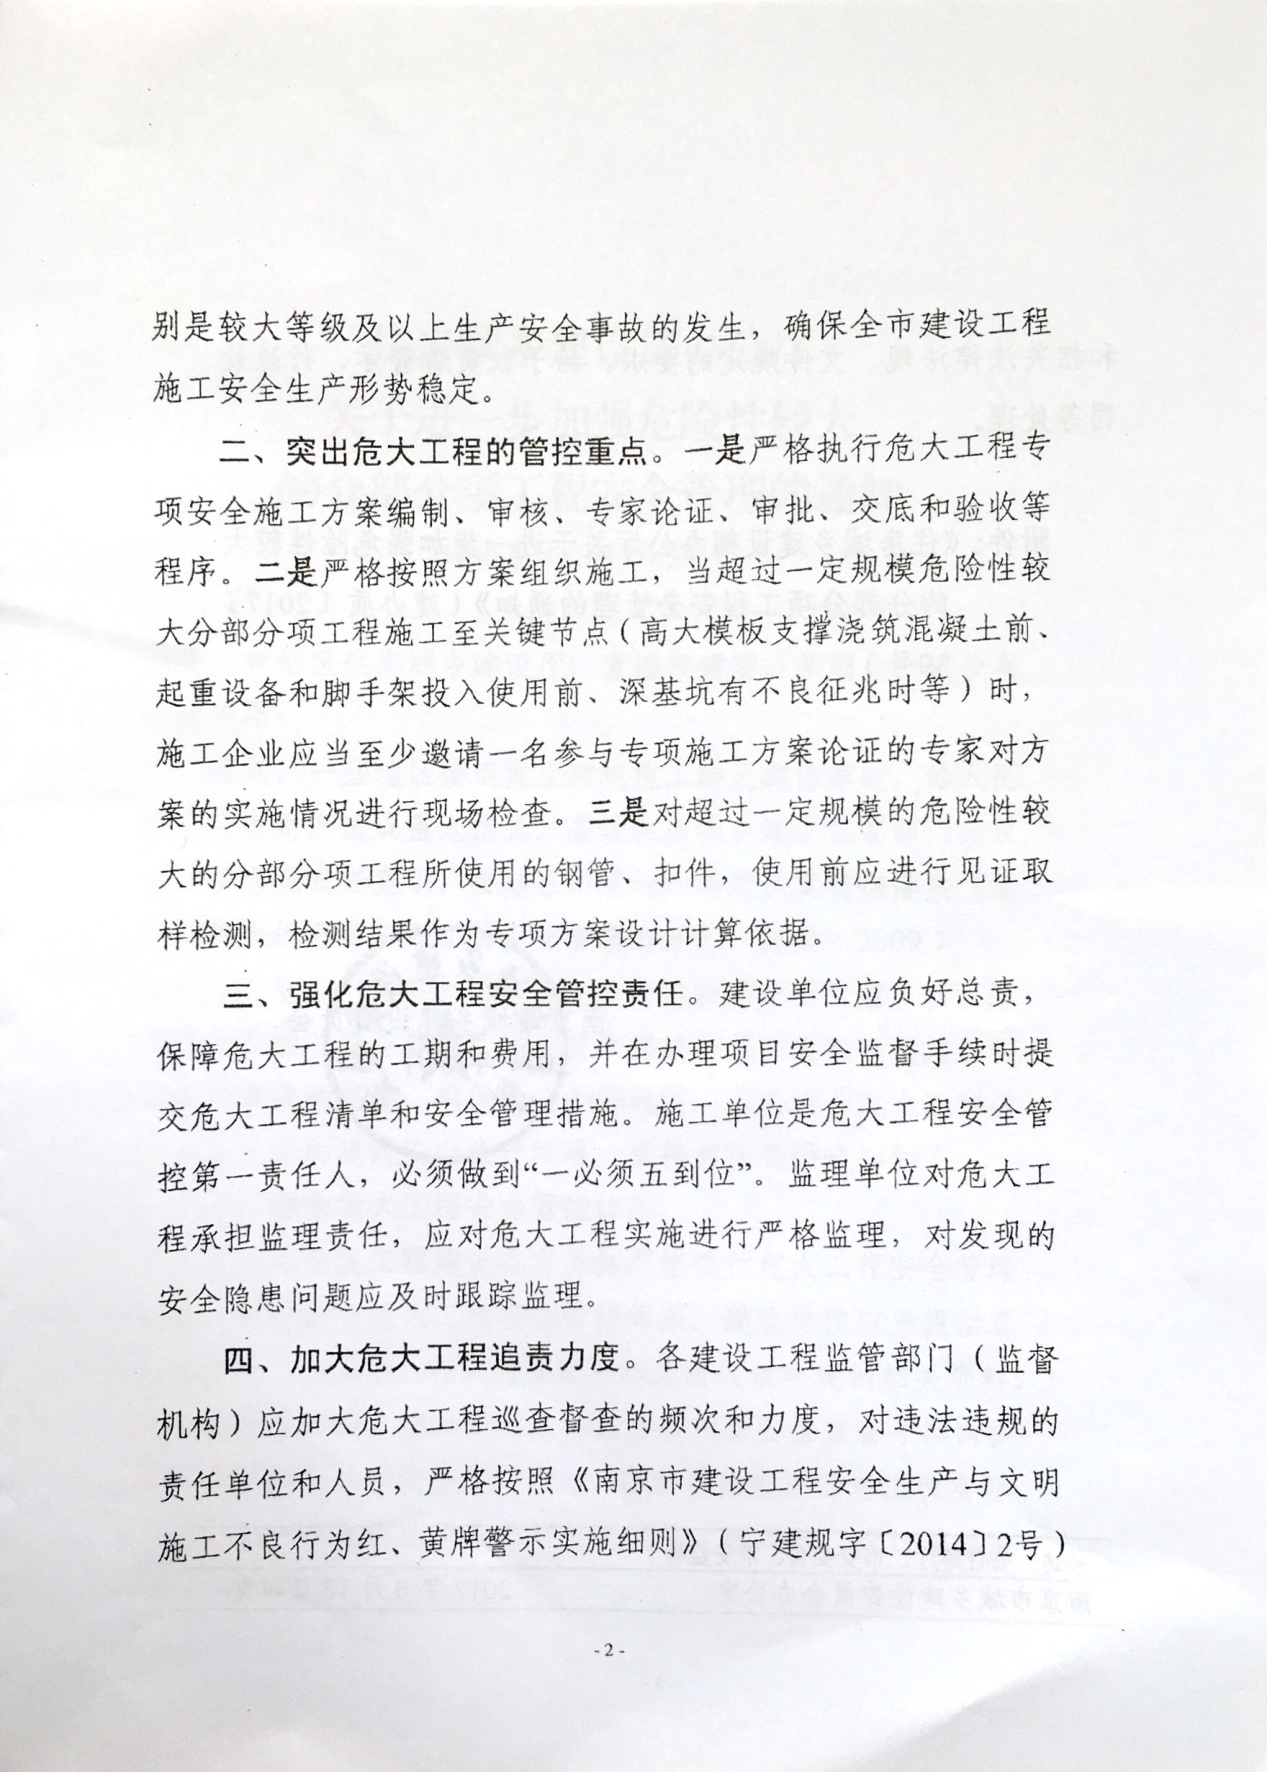 别是较大等级及以上生产安全事故的发生，确保全市建设工程
施工安全生产形势稳定。
二、突出危大工程的管控重点。一是严格执行危大工程专
项安全施工方案编制、审核、专家论证、审批、交底和验收等
程序。二是严格按照方案组织施工，当超过一定规模危险性较
大分部分项工程施工至关键节点（高大模板支撑浇筑混凝土前、
起重设备和脚手架投入使用前、深基坑有不良征兆时等）时，
施工企业应当至少邀请一名参与专项施工方案论证的专家对方
案的实施情况进行现场检查。三是对超过一定规模的危险性较
大的分部分项工程所使用的钢管、扣件，使用前应进行见证取
样检测，检测结果作为专项方案设计计算依据。
三、强化危大工程安全管控责任。建设单位应负好总责，
保障危大工程的工期和费用，并在办理项目安全监督手续时提
交危大工程清单和安全管理措施。施工单位是危大工程安全管
控第一责任人，必须做到“一必须五到位”。监理单位对危大工
程承担监理责任，应对危大工程实施进行严格监理，对发现的
安全隐患问题应及时跟踪监理。
四、加大危大工程追责力度。各建设工程监管部门（监督
机构）应加大危大工程巡查督查的频次和力度，对违法违规的
责任单位和人员，严格按照《南京市建设工程安全生产与文明
施工不良行为红、黄牌警示实施细则》（宁建规字〔2014〕2号）
- 2 -